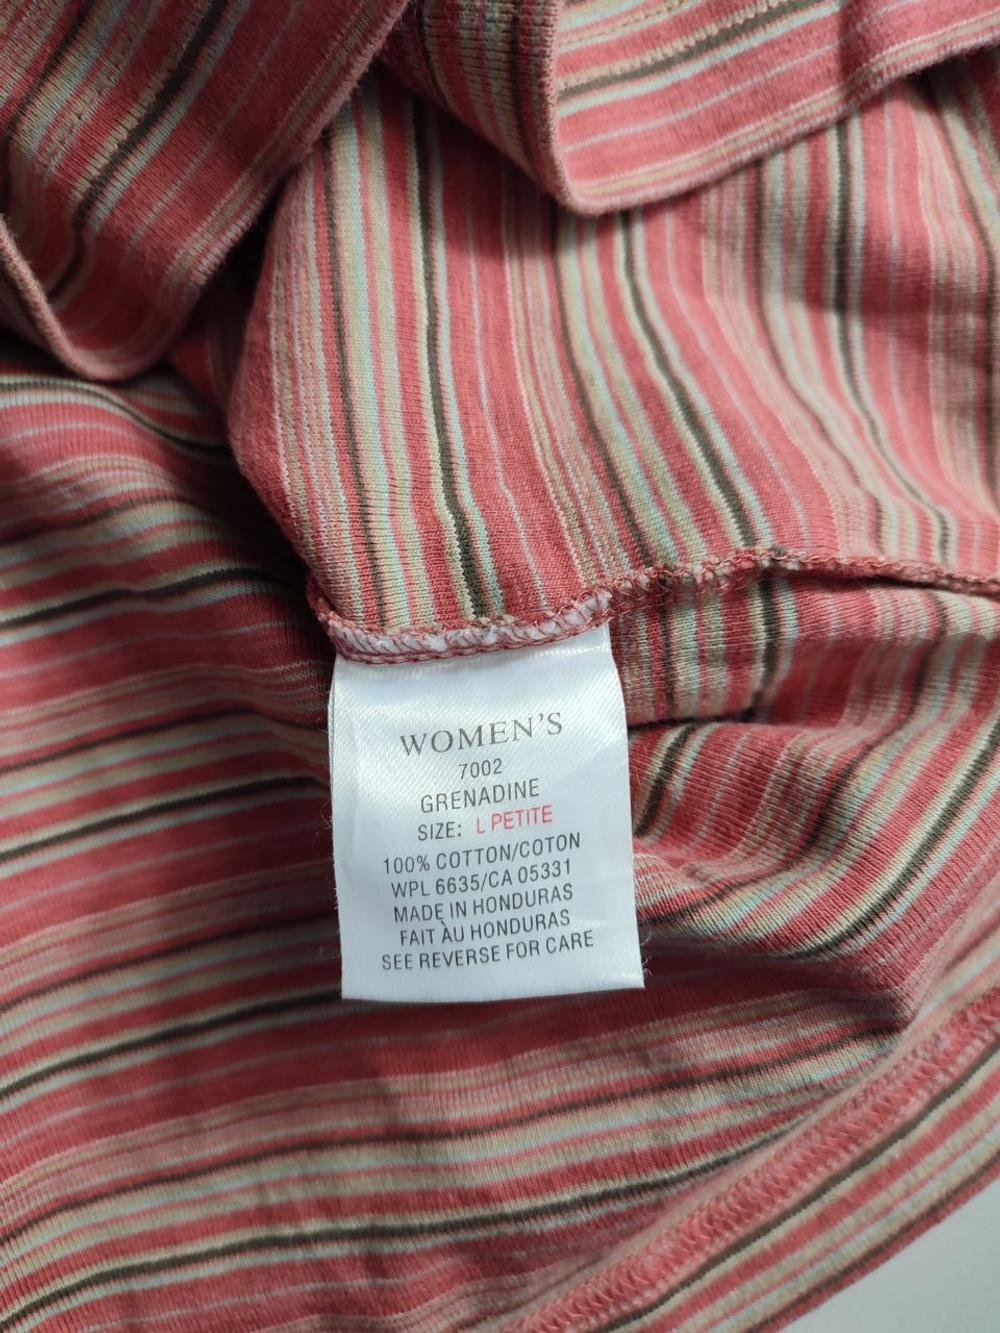 WOMEN'S
7002
GRENADINE
SIZE: L PETITE
100% COTTON/COTON
WPL 6635/CA 05331
MADE IN HONDURAS
FAIT ÀU HONDURAS
SEE REVERSE FOR CARE